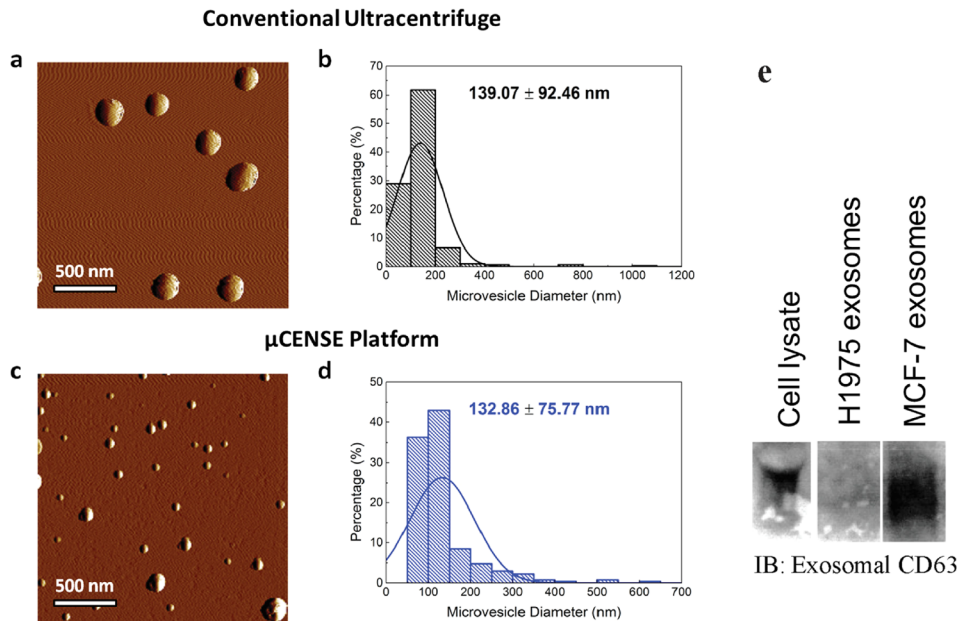 Conventional Ultracentrifuge
a
500 nm
b
139.07 ± 92.46 nm
Percentage (%)
70
60
50
40
30
20
10
0
0 200 400 600 800 1000 1200
Microvesicle Diameter (nm)
µCENSE Platform
c
500 nm
d
132.86 ± 75.77 nm
Percentage (%)
50
40
30
20
10
0
0 100 200 300 400 500 600 700
Microvesicle Diameter (nm)
e
Cell lysate
H1975 exosomes
MCF-7 exosomes
IB: Exosomal CD63